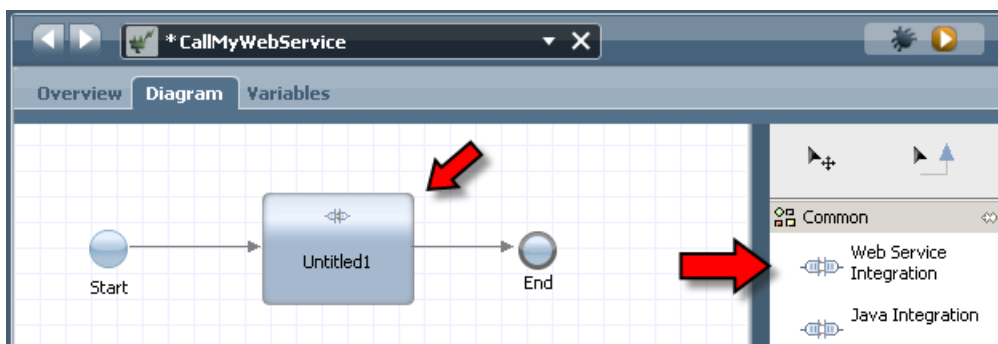 *CallMyWebService
Overview Diagram Variables
Common
Web Service
Integration
Untitled1
Start
End
Java Integration